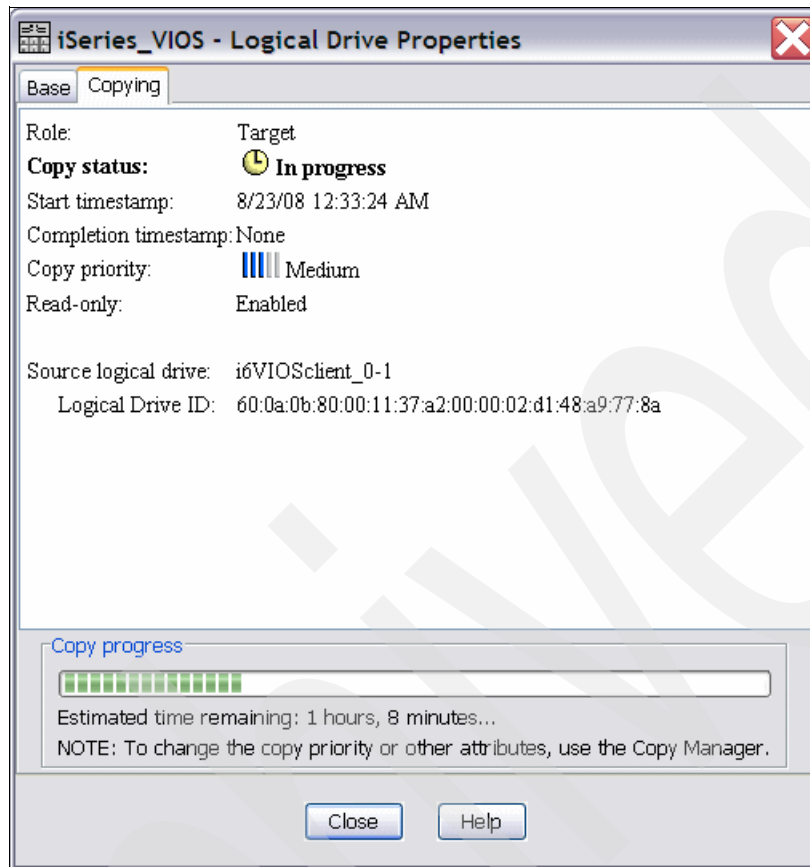 iSeries_VIOS - Logical Drive Properties
Base Copying
Role: Target
Copy status: In progress
Start timestamp: 8/23/08 12:33:24 AM
Completion timestamp: None
Copy priority: Medium
Read-only: Enabled
Source logical drive: i6VIOSclient_0-1
Logical Drive ID: 60:0a:0b:80:00:11:37:a2:00:00:02:d1:48:a9:77:8a
Copy progress
Estimated time remaining: 1 hours, 8 minutes...
NOTE: To change the copy priority or other attributes, use the Copy Manager.
Close Help